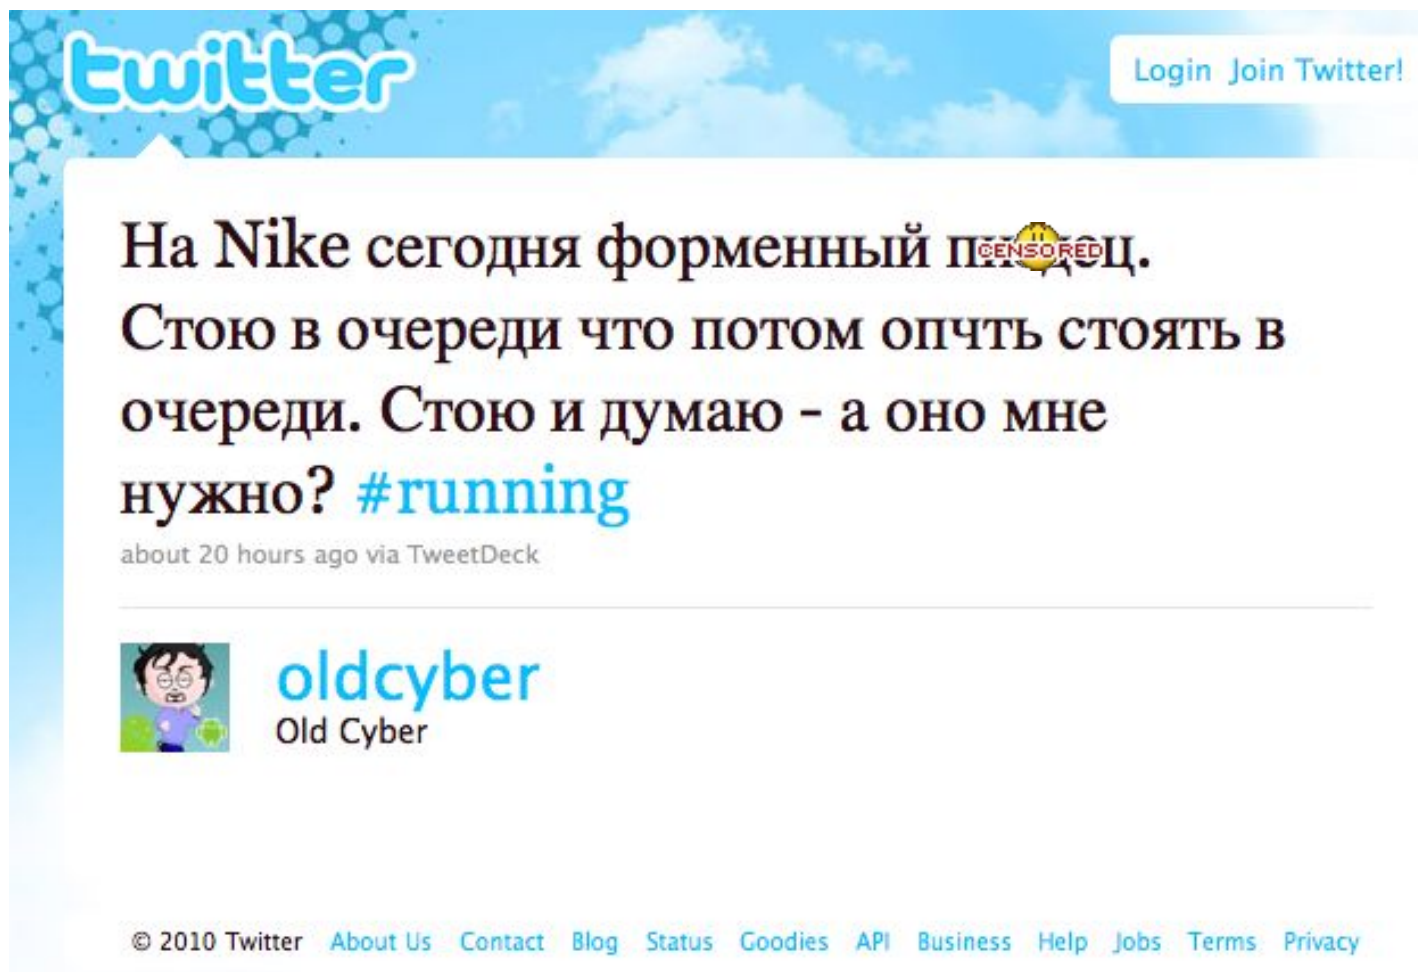 twitter
Login Join Twitter!
На Nike сегодня форменный
CENSORED
Стою в очереди что потом опчть стоять в
очереди. Стою и думаю - а оно мне
нужно? #running
about 20 hours ago via TweetDeck
oldcyber
Old Cyber
© 2010 Twitter About Us Contact Blog Status Goodies API Business Help Jobs Terms Privacy